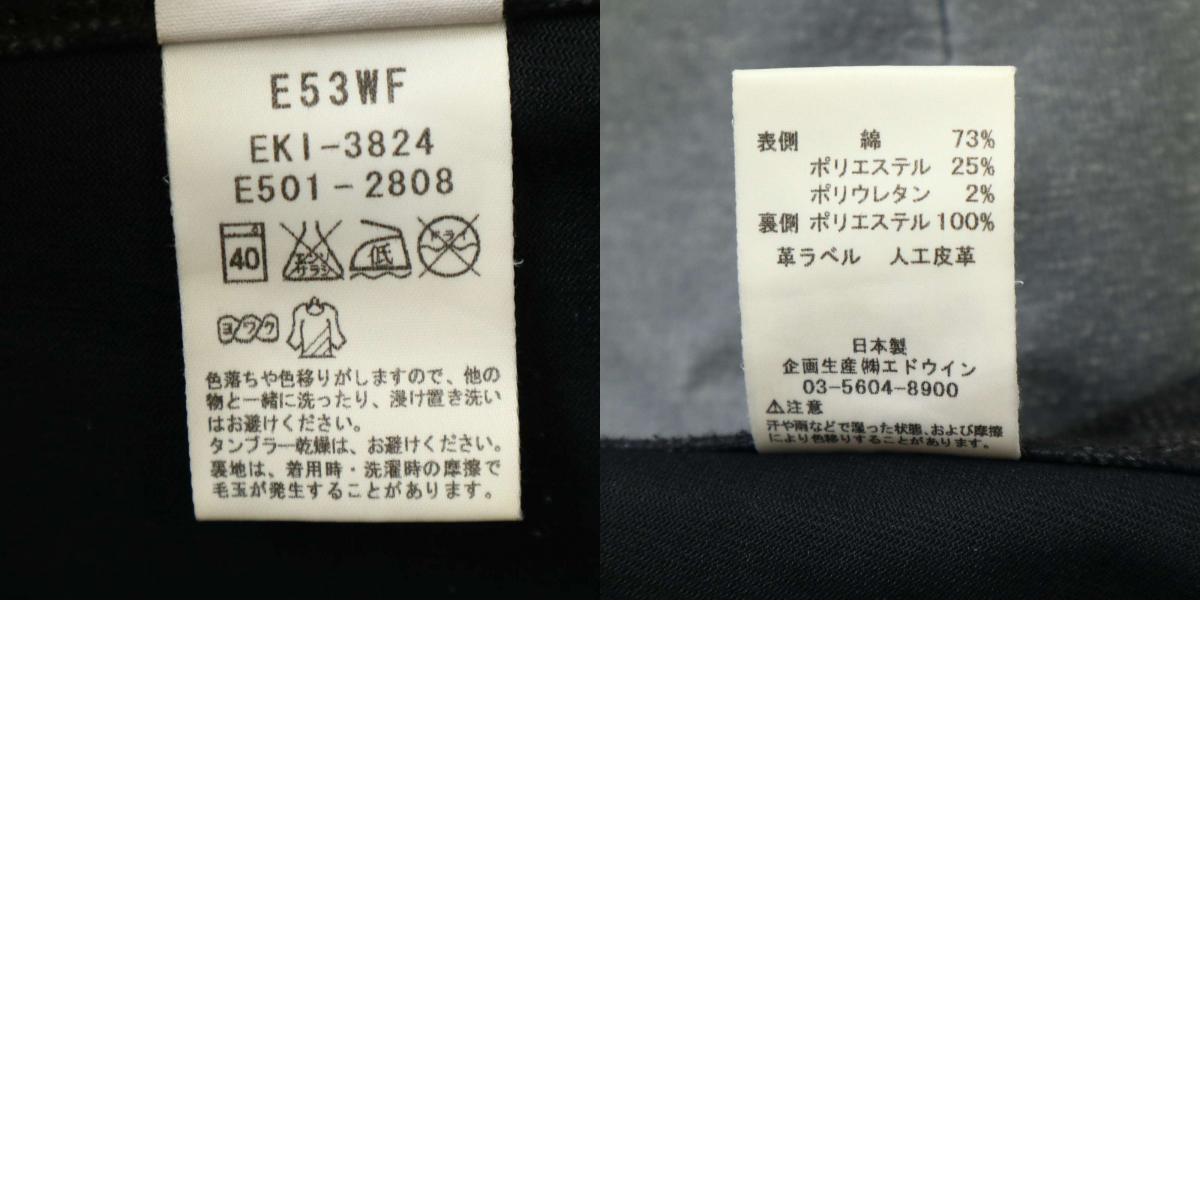 E53WF
EKI-3824
E501-2808
40
エンソ
サラシ
低
ドライ
ヨワク
色落ちや色移りがしますので、他の
物と一緒に洗ったり、浸け置き洗い
はお避けください。
タンブラー乾燥は、お避けください。
裏地は、着用時・洗濯時の摩擦で
毛玉が発生することがあります。
表側 綿 73%
ポリエステル 25%
ポリウレタン 2%
裏側 ポリエステル 100%
革ラベル 人工皮革
日本製
企画生産㈱エドウイン
03-5604-8900
⚠注意
汗や雨などで湿った状態、および摩擦
により色移りすることがあります。